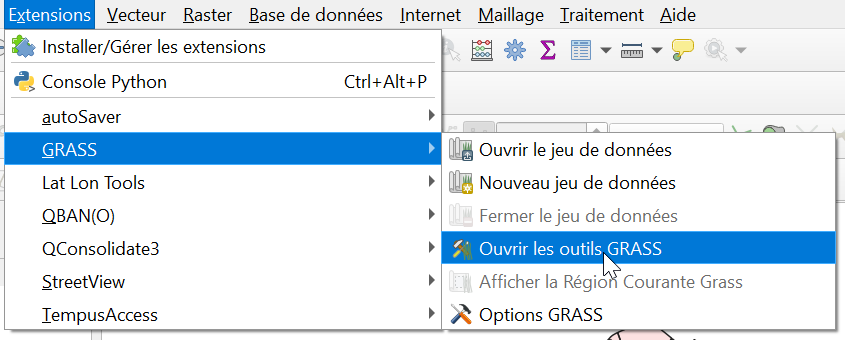 Extensions Vecteur Raster Base de données Internet Maillage Traitement Aide
Installer/Gérer les extensions
Console Python Ctrl+Alt+P
autoSaver
GRASS
Lat Lon Tools
QBAN(O)
QConsolidate3
StreetView
TempusAccess
Ouvrir le jeu de données
Nouveau jeu de données
Fermer le jeu de données
Ouvrir les outils GRASS
Afficher la Région Courante Grass
Options GRASS